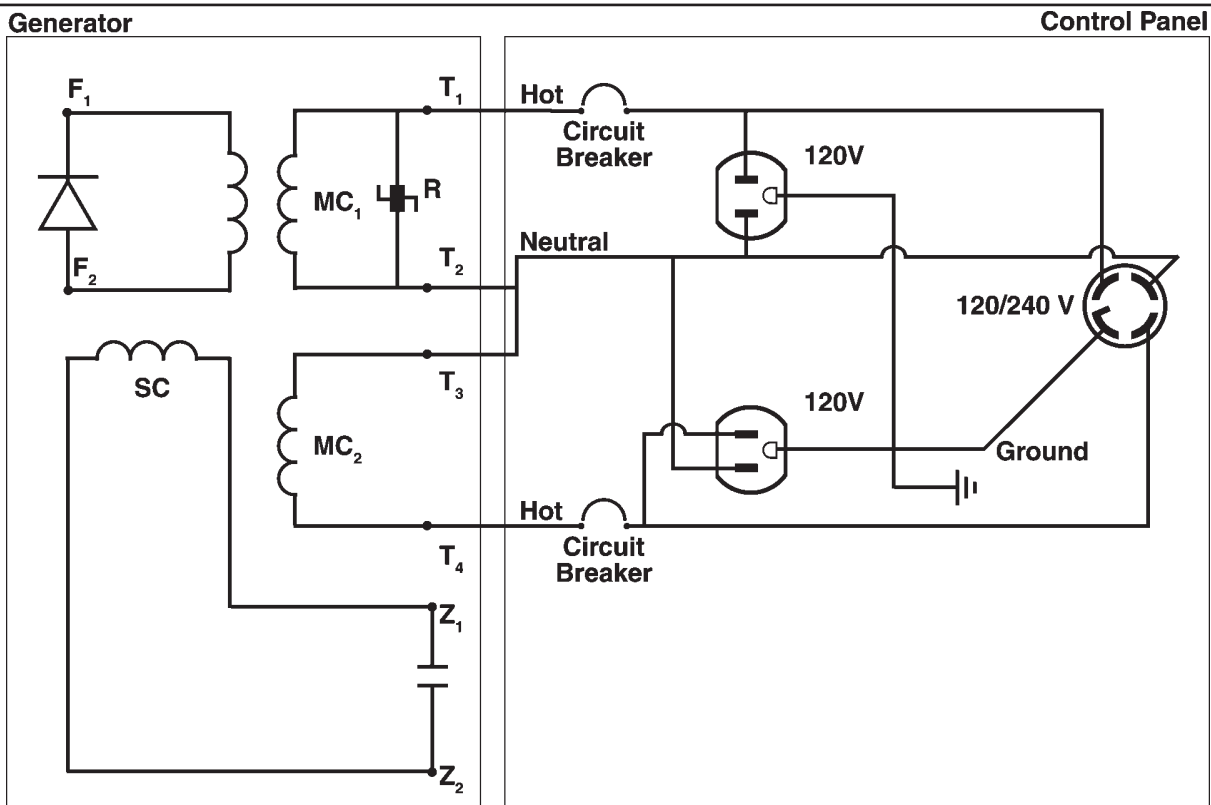 Generator
Control Panel
F1
T1
Hot
Circuit
Breaker
120V
MC1
R
F2
T2
Neutral
120/240 V
SC
T3
120V
MC2
Ground
Hot
T4
Circuit
Breaker
Z1
Z2